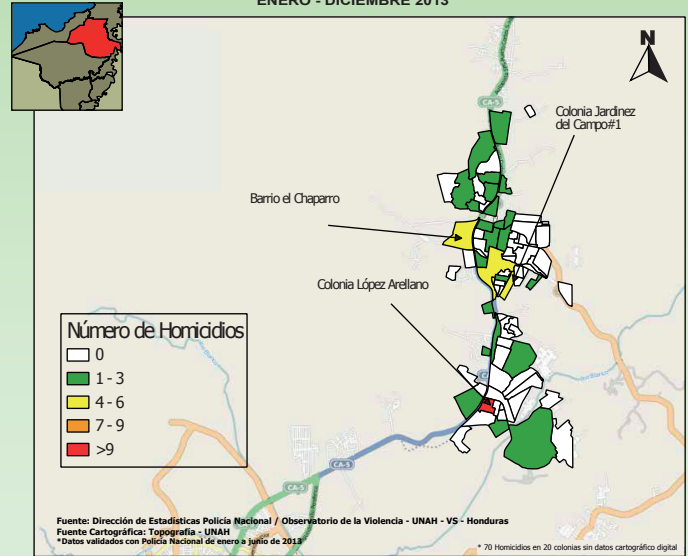 ENERO - DICIEMBRE 2013
N
CA-5
Colonia Jardinez
del Campo#1
Barrio el Chaparro
Colonia López Arellano
Número de Homicidios
0
1 - 3
4 - 6
7 - 9
>9
CA-5
CA-5
Fuente: Dirección de Estadísticas Policía Nacional / Observatorio de la Violencia - UNAH - VS - Honduras
Fuente Cartográfica: Topografía - UNAH
*Datos validados con Policía Nacional de enero a junio de 2013
* 70 Homicidios en 20 colonias sin datos cartográfico digital